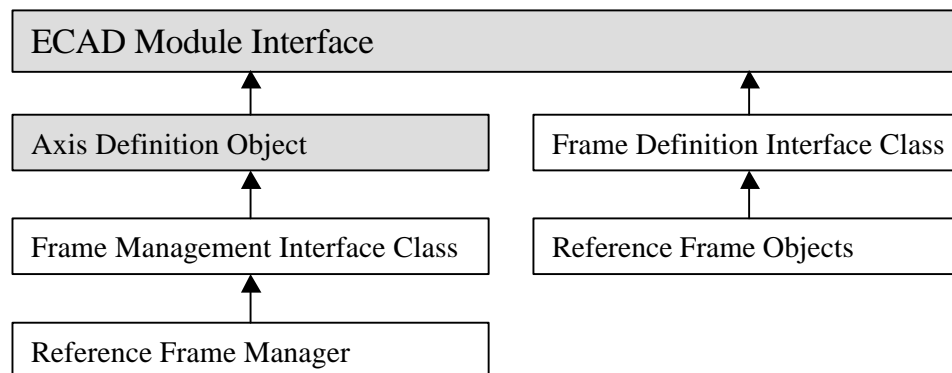 ECAD Module Interface
Axis Definition Object
Frame Definition Interface Class
Frame Management Interface Class
Reference Frame Objects
Reference Frame Manager